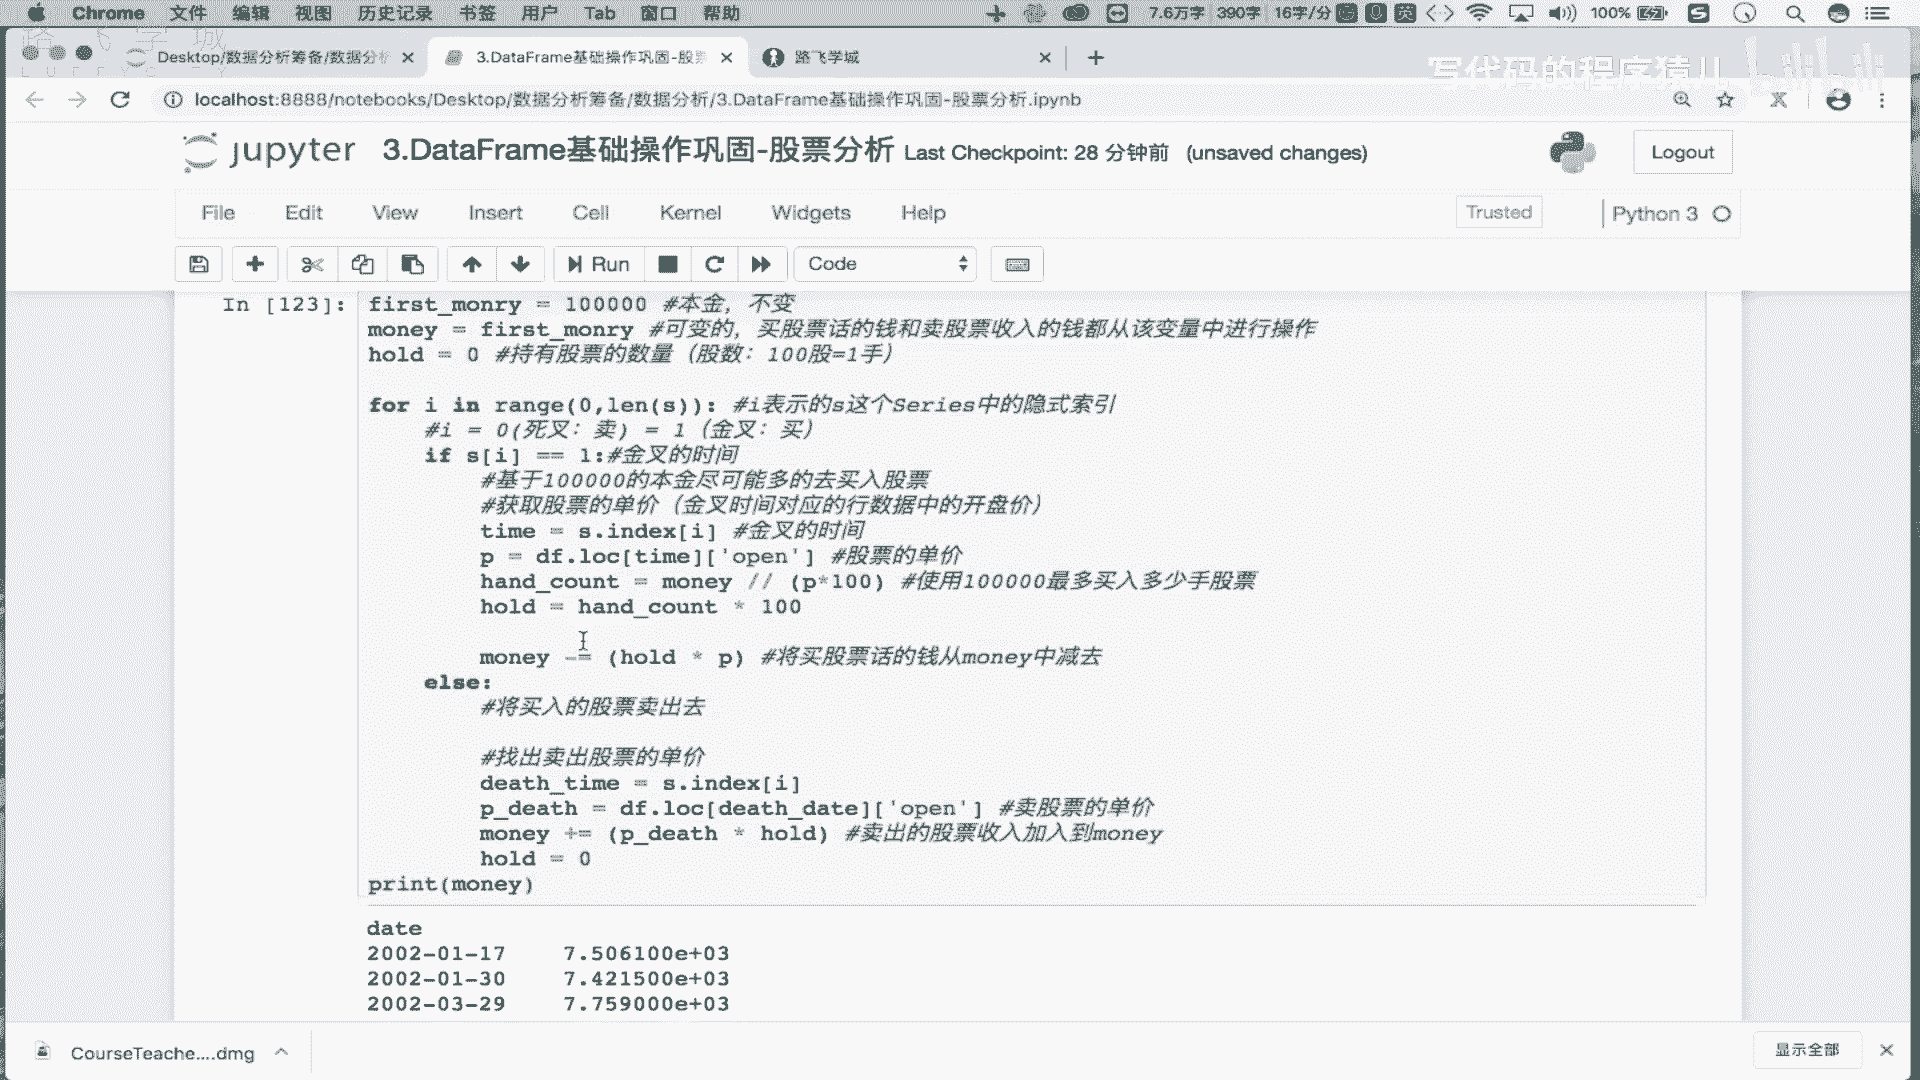 Chrome 文件 编辑 视图 历史记录 书签 用户 Tab 窗口 帮助 7.6万字 390字 16字/分 英 100%
Desktop/数据分析筹备/数据分析 3.DataFrame基础操作巩固-股票 路飞学城
写代码的程序猿儿 bilibili
localhost:8888/notebooks/Desktop/数据分析筹备/数据分析/3.DataFrame基础操作巩固-股票分析.ipynb
jupyter 3.DataFrame基础操作巩固-股票分析 Last Checkpoint: 28 分钟前 (unsaved changes) Logout
File Edit View Insert Cell Kernel Widgets Help Trusted Python 3
Run Code
In [123]: first_monry = 100000 #本金，不变
money = first_monry #可变的，买股票话的钱和卖股票收入的钱都从该变量中进行操作
hold = 0 #持有股票的数量（股数：100股=1手）
for i in range(0,len(s)): #i表示的s这个Series中的隐式索引
#i = 0(死叉：卖) = 1（金叉：买）
if s[i] == 1:#金叉的时间
#基于100000的本金尽可能多的去买入股票
#获取股票的单价（金叉时间对应的行数据中的开盘价）
time = s.index[i] #金叉的时间
p = df.loc[time]['open'] #股票的单价
hand_count = money // (p*100) #使用100000最多买入多少手股票
hold = hand_count * 100
money -= (hold * p) #将买股票话的钱从money中减去
else:
#将买入的股票卖出去
#找出卖出股票的单价
death_time = s.index[i]
p_death = df.loc[death_date]['open'] #卖股票的单价
money += (p_death * hold) #卖出的股票收入加入到money
hold = 0
print(money)
date
2002-01-17 7.506100e+03
2002-01-30 7.421500e+03
2002-03-29 7.759000e+03
CourseTeache....dmg 显示全部